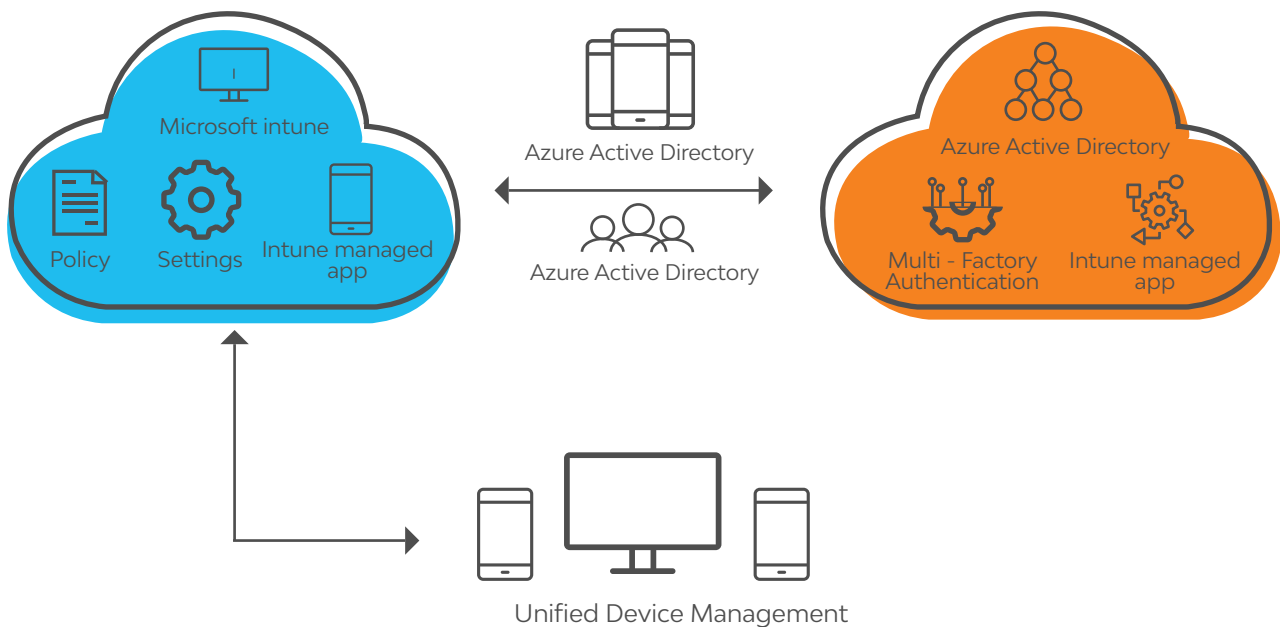 Microsoft intune
Policy
Settings
Intune managed
app
Azure Active Directory
Azure Active Directory
Azure Active Directory
Multi - Factory
Authentication
Intune managed
app
Unified Device Management